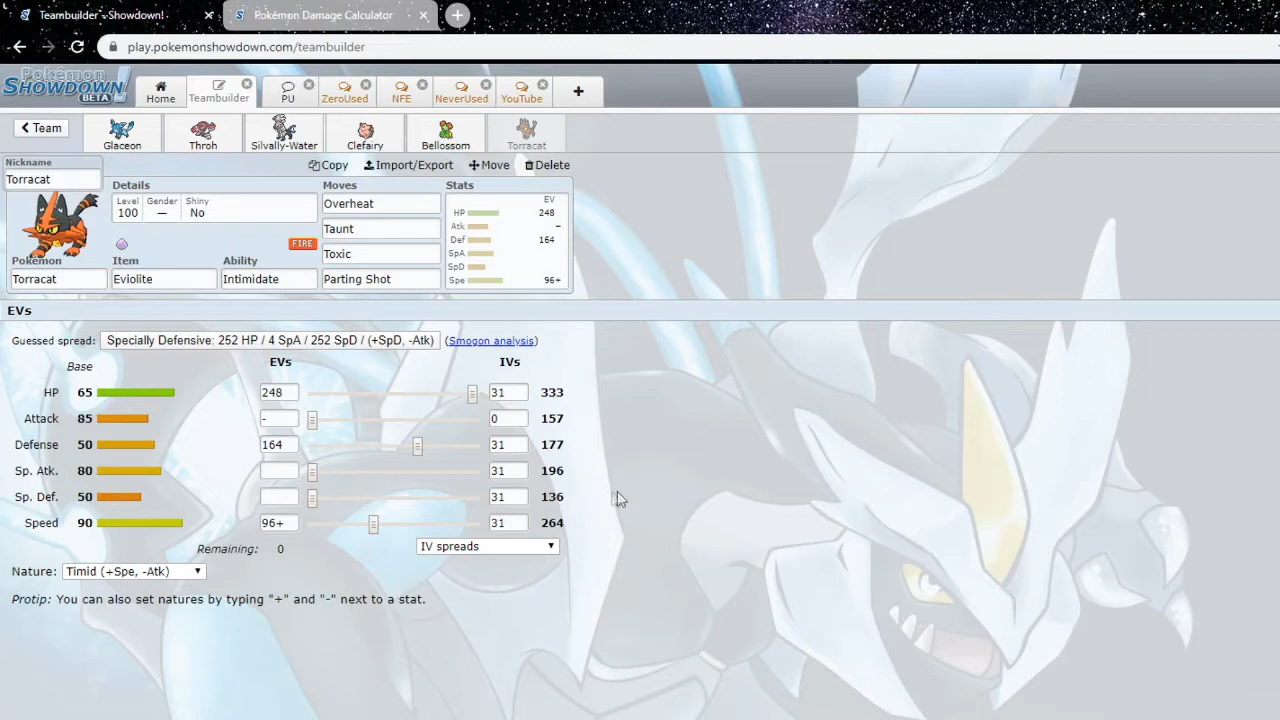 Teambuilder - Showdown!
Pokémon Damage Calculator
play.pokemonshowdown.com/teambuilder
Pokémon
SHOWDOWN
BETA
Home
Teambuilder
PU
ZeroUsed
NFE
NeverUsed
YouTube
Team
Glaceon
Throh
Silvally-Water
Clefairy
Bellossom
Torracat
Nickname
Torracat
Copy
Import/Export
Move
Delete
Details
Moves
Stats
Level
Gender
Shiny
100
—
No
FIRE
Pokémon
Item
Ability
Torracat
Eviolite
Intimidate
Overheat
Taunt
Toxic
Parting Shot
EV
HP 248
Atk –
Def 164
SpA
SpD
Spe 96+
EVs
Guessed spread: Specially Defensive: 252 HP / 4 SpA / 252 SpD / (+SpD, -Atk) (Smogon analysis)
Base EVs IVs
HP 65 248 31 333
Attack 85 - 0 157
Defense 50 164 31 177
Sp. Atk. 80 31 196
Sp. Def. 50 31 136
Speed 90 96+ 31 264
Remaining: 0 IV spreads
Nature: Timid (+Spe, -Atk)
Protip: You can also set natures by typing "+" and "-" next to a stat.